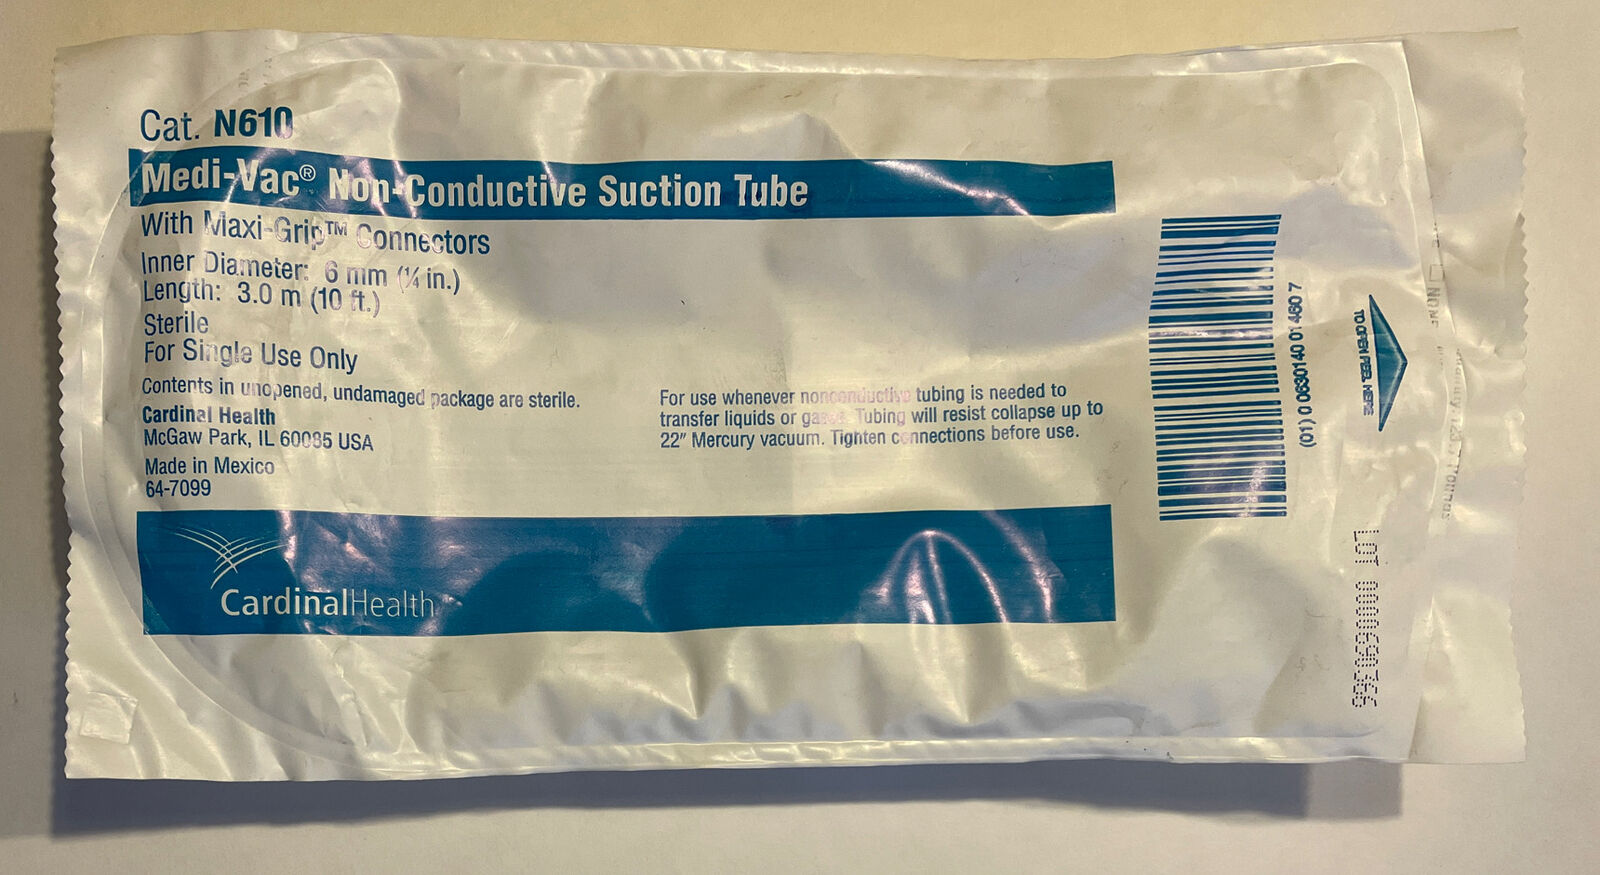 Cat. N610
Medi-Vac® Non-Conductive Suction Tube
With Maxi-Grip™ Connectors
Inner Diameter: 6 mm (¼ in.)
Length: 3.0 m (10 ft.)
Sterile
For Single Use Only
Contents in unopened, undamaged package are sterile.
Cardinal Health
McGaw Park, IL 60085 USA
Made in Mexico
64-7099
For use whenever nonconductive tubing is needed to
transfer liquids or gases. Tubing will resist collapse up to
22″ Mercury vacuum. Tighten connections before use.
CardinalHealth
(01) 0 0630140 01460 7
TO OPEN PEEL HERE
LOT